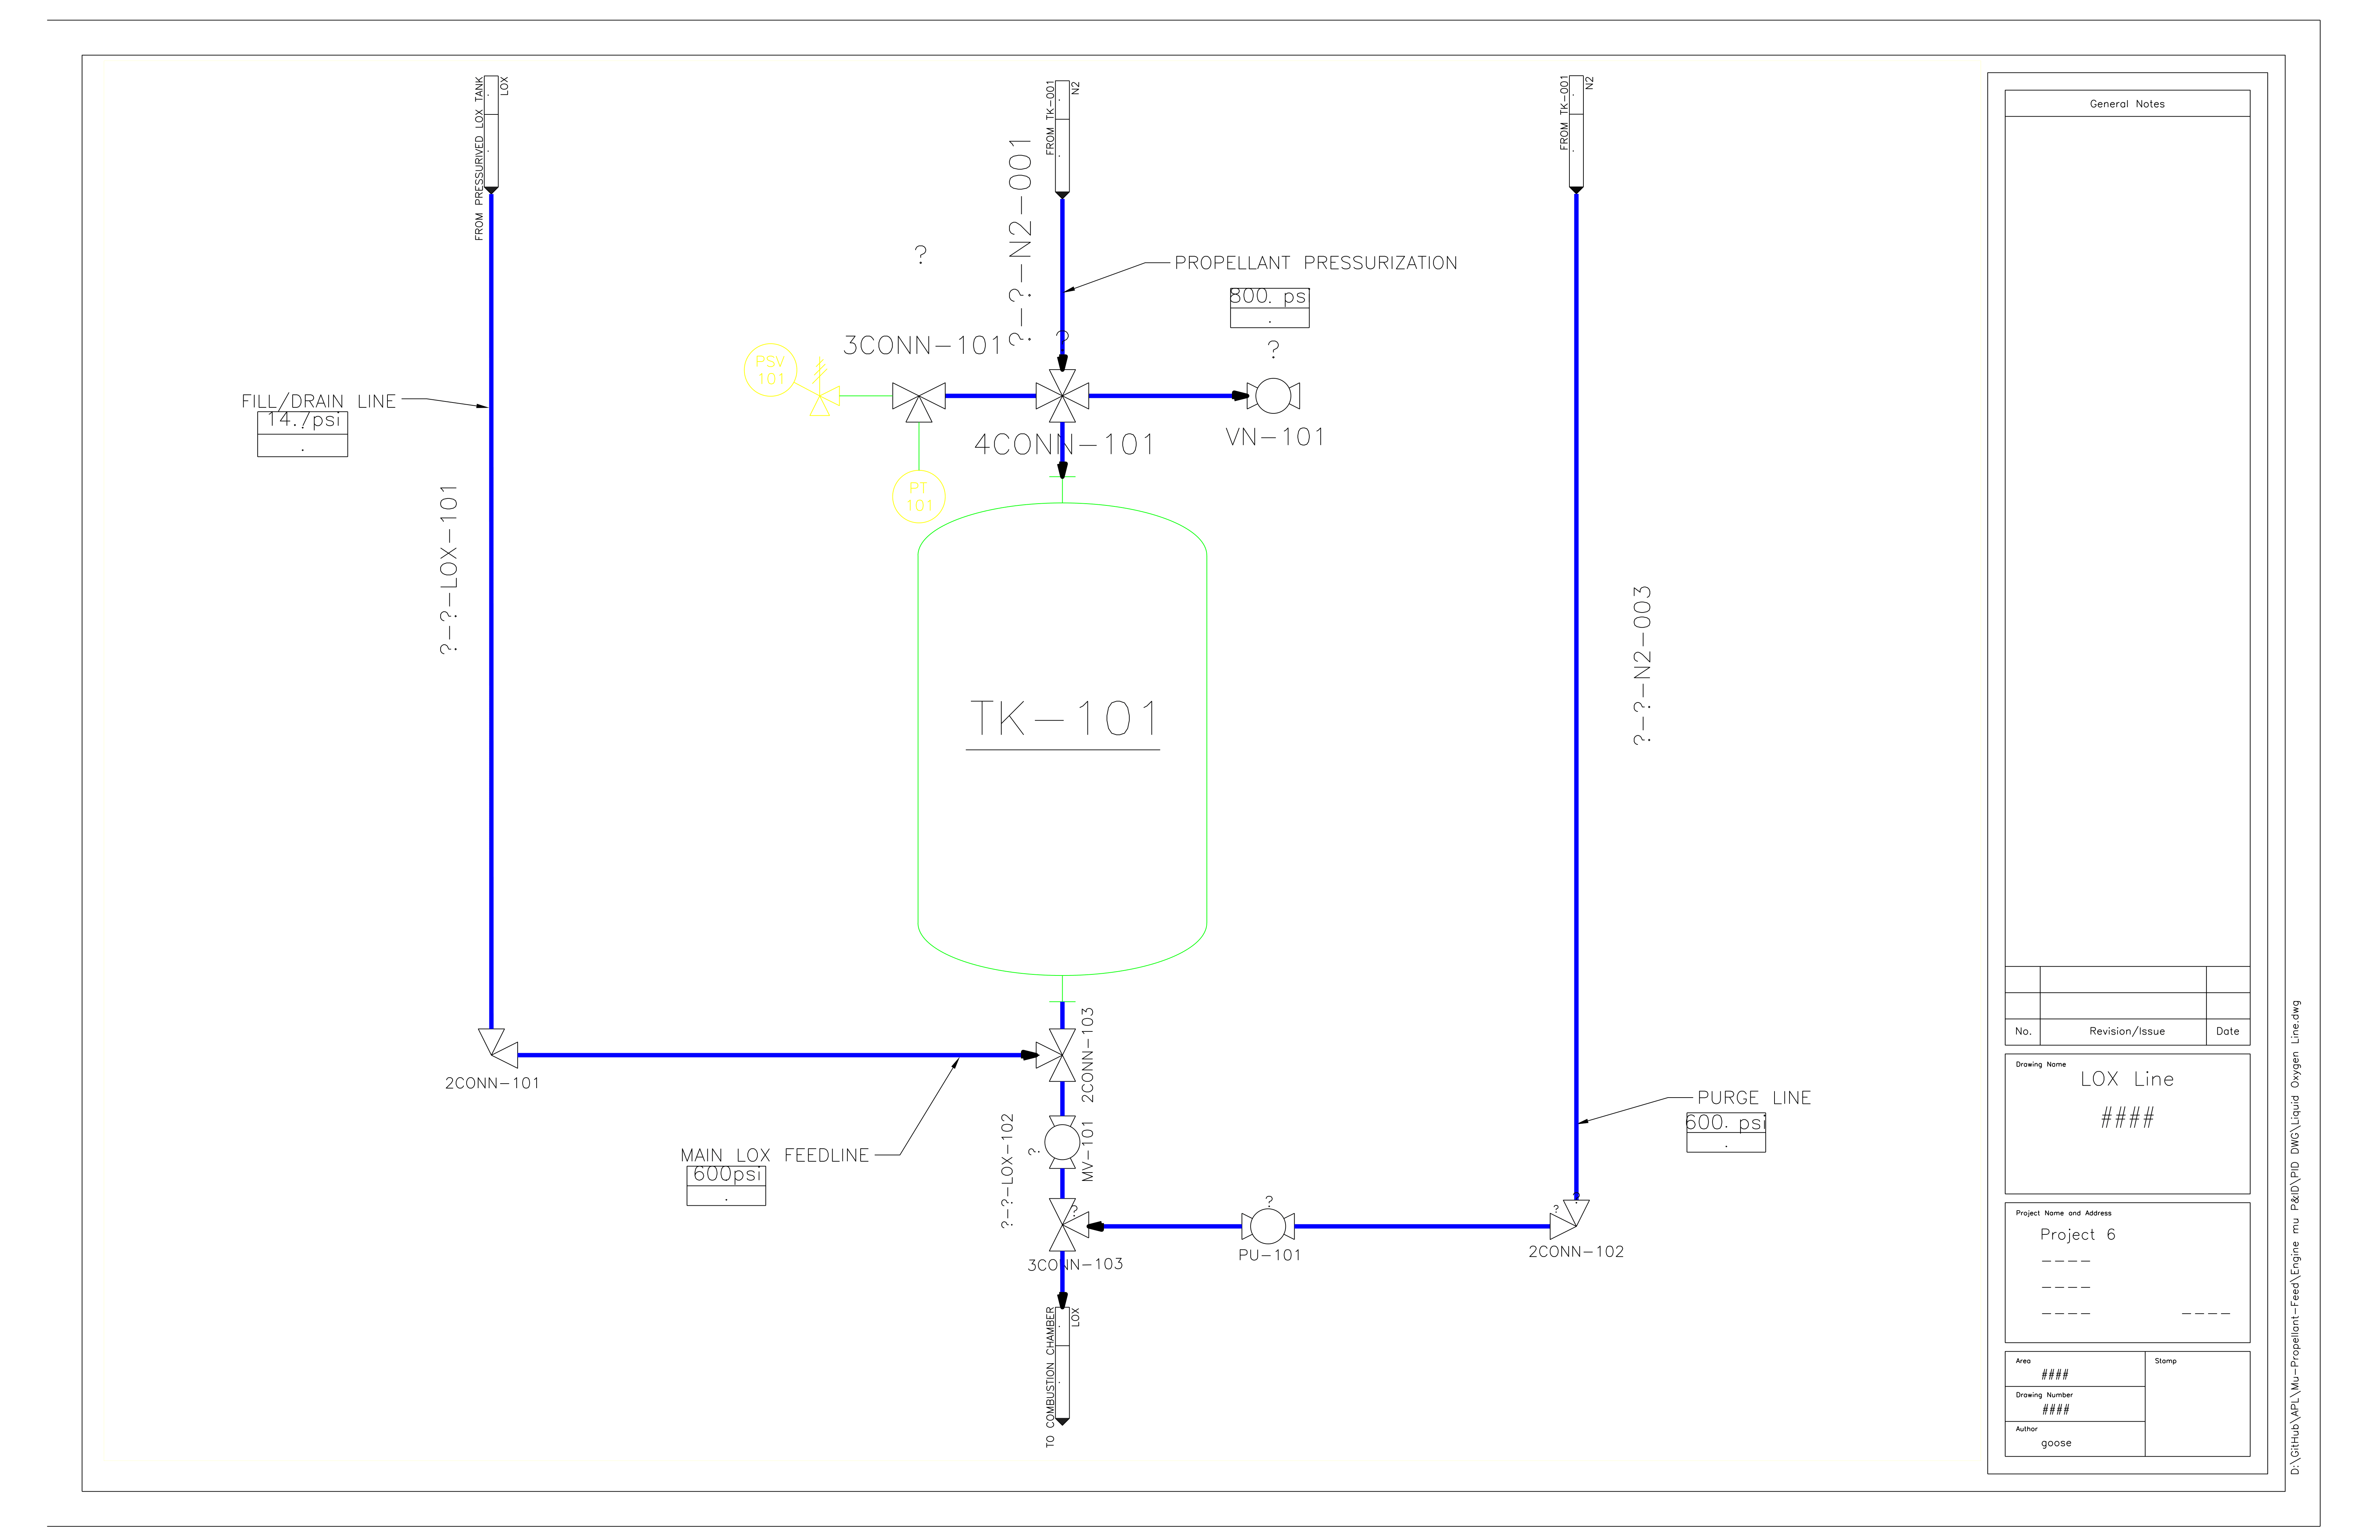 FROM PRESSURIVED LOX TANK
LOX
FROM TK-001
N2
FROM TK-001
N2
?-?-N2-001
?
PROPELLANT PRESSURIZATION
800. psi
.
?
?
3CONN-101
PSV
101
4CONN-101
VN-101
PT
101
FILL/DRAIN LINE
14.7psi
.
?-?-LOX-101
?-?-N2-003
TK-101
2CONN-101
2CONN-103
MAIN LOX FEEDLINE
600psi
.
?-?-LOX-102
?
MV-101
PURGE LINE
600. psi
.
?
?
?
?
3CONN-103
PU-101
2CONN-102
TO COMBUSTION CHAMBER
LOX
General Notes
No.
Revision/Issue
Date
Drawing Name
LOX Line
####
Project Name and Address
Project 6
----
----
---- ----
Area
####
Stamp
Drawing Number
####
Author
goose
D:\GitHub\APL\Mu-Propellant-Feed\Engine mu P&ID\PID DWG\Liquid Oxygen Line.dwg